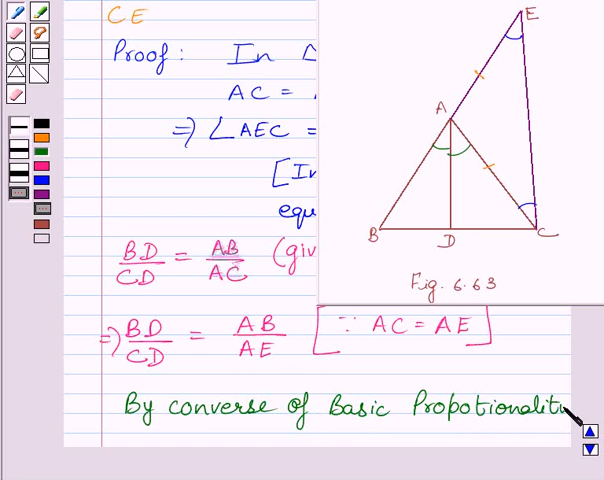 CE
Proof : In
AC =
⇒ ∠AEC =
[In
equ
BD/CD = AB/AC (giv
⇒ BD/CD = AB/AE [∵ AC = AE]
By converse of Basic Propotionalit
E
A
B D C
Fig. 6.63